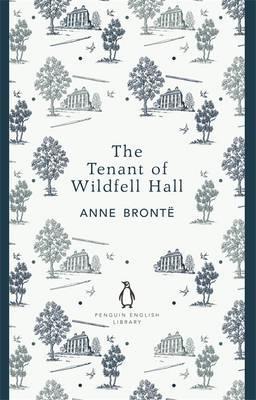 The
Tenant of
Wildfell Hall
ANNE BRONTË
PENGUIN ENGLISH
LIBRARY